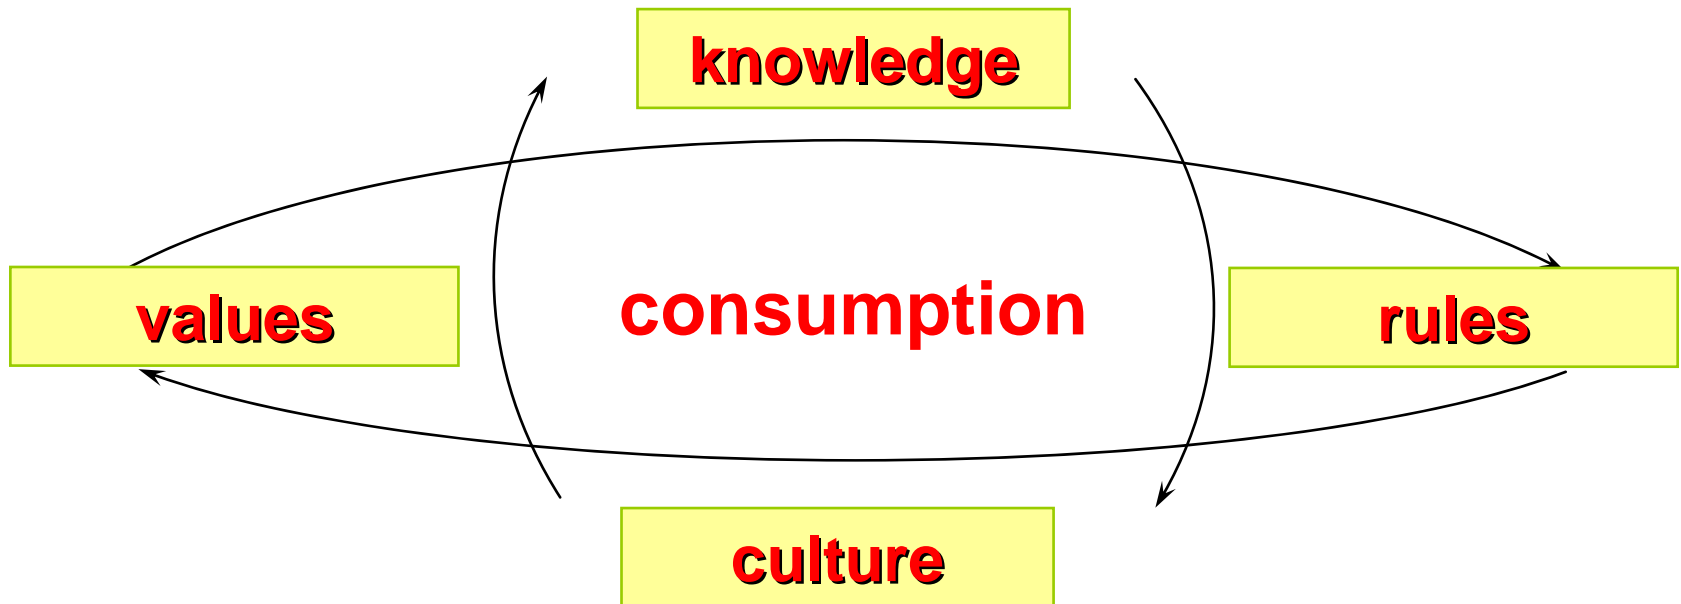 knowledge
values
consumption
rules
culture